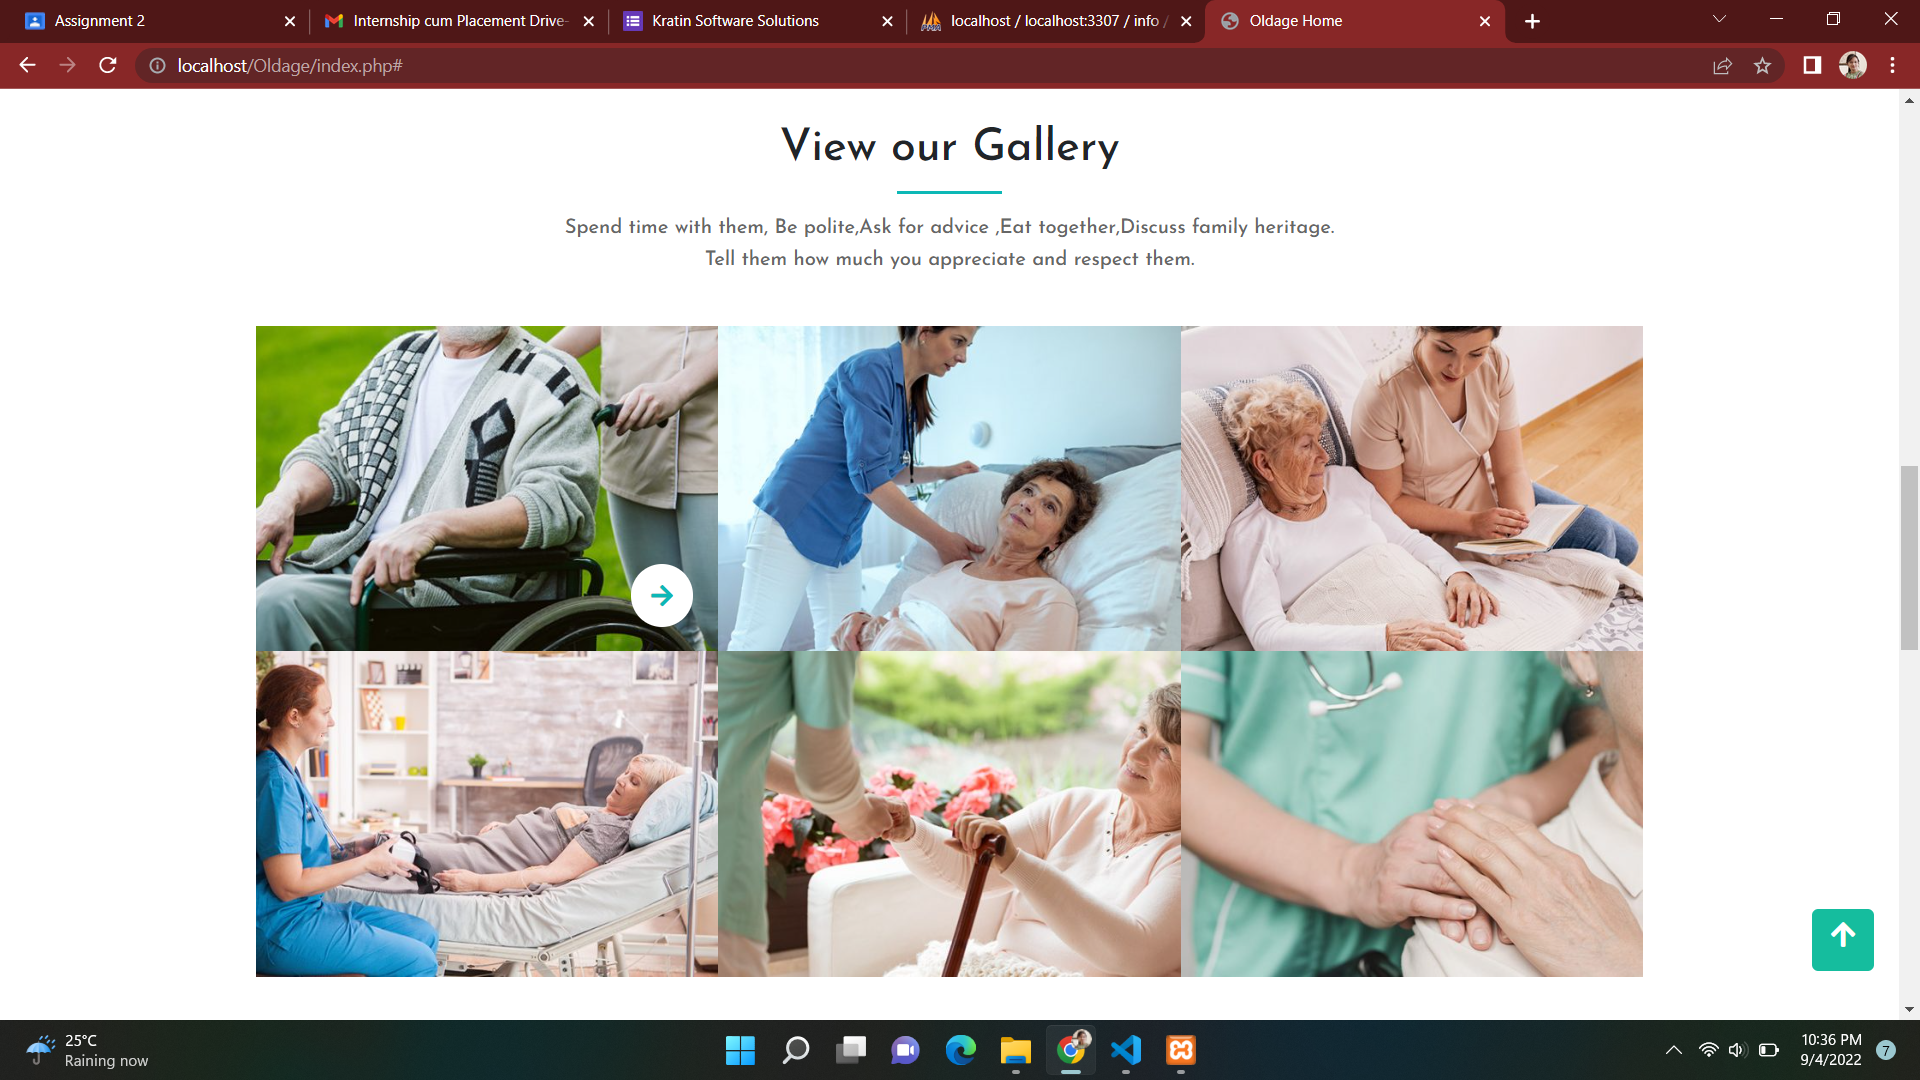 Assignment 2
Internship cum Placement Drive-
Kratin Software Solutions
localhost / localhost:3307 / info /
Oldage Home
localhost/Oldage/index.php#
View our Gallery
Spend time with them, Be polite,Ask for advice ,Eat together,Discuss family heritage.
Tell them how much you appreciate and respect them.
25°C
Raining now
10:36 PM
9/4/2022
7